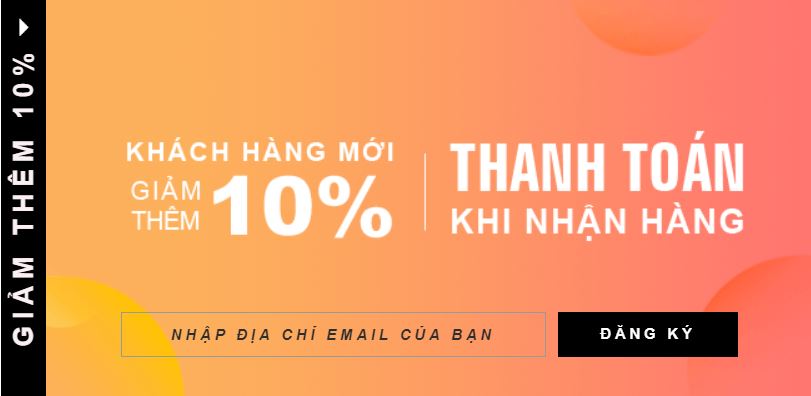 GIẢM THÊM 10%
KHÁCH HÀNG MỚI
GIẢM
THÊM
10%
THANH TOÁN
KHI NHẬN HÀNG
NHẬP ĐỊA CHỈ EMAIL CỦA BẠN
ĐĂNG KÝ